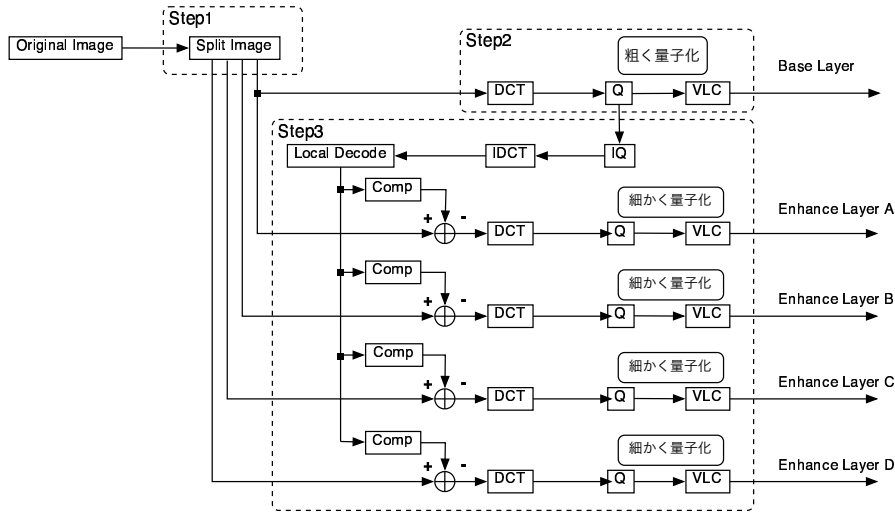 Step1
Original Image
Split Image
Step2
粗く量子化
Base Layer
DCT
Q
VLC
Step3
Local Decode
IDCT
IQ
Comp
細かく量子化
Enhance Layer A
+
-
DCT
Q
VLC
Comp
細かく量子化
Enhance Layer B
+
-
DCT
Q
VLC
Comp
細かく量子化
Enhance Layer C
+
-
DCT
Q
VLC
Comp
細かく量子化
Enhance Layer D
+
-
DCT
Q
VLC